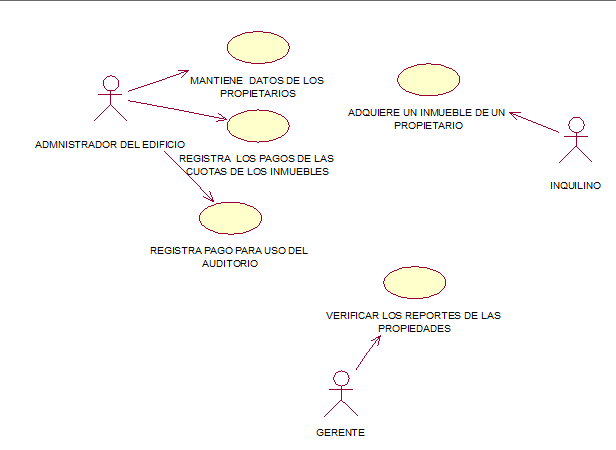 MANTIENE DATOS DE LOS
PROPIETARIOS
ADMNISTRADOR DEL EDIFICIO
REGISTRA LOS PAGOS DE LAS
CUOTAS DE LOS INMUEBLES
REGISTRA PAGO PARA USO DEL
AUDITORIO
ADQUIERE UN INMUEBLE DE UN
PROPIETARIO
INQUILINO
VERIFICAR LOS REPORTES DE LAS
PROPIEDADES
GERENTE